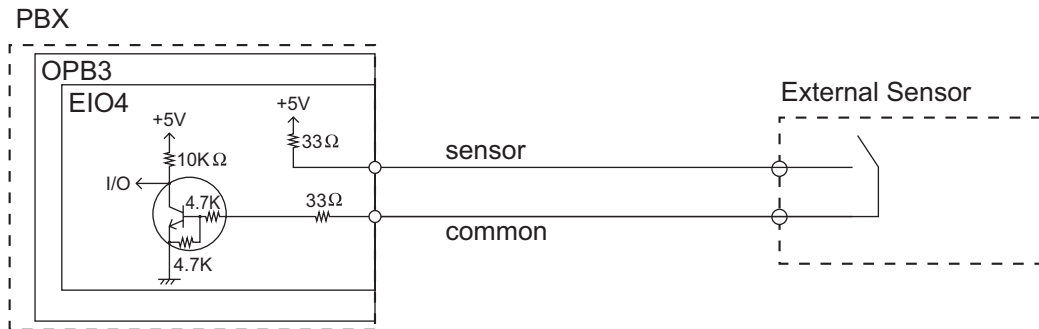 PBX
OPB3
EIO4
+5V
+5V
External Sensor
33Ω
sensor
10KΩ
I/O
4.7K
33Ω
common
4.7K